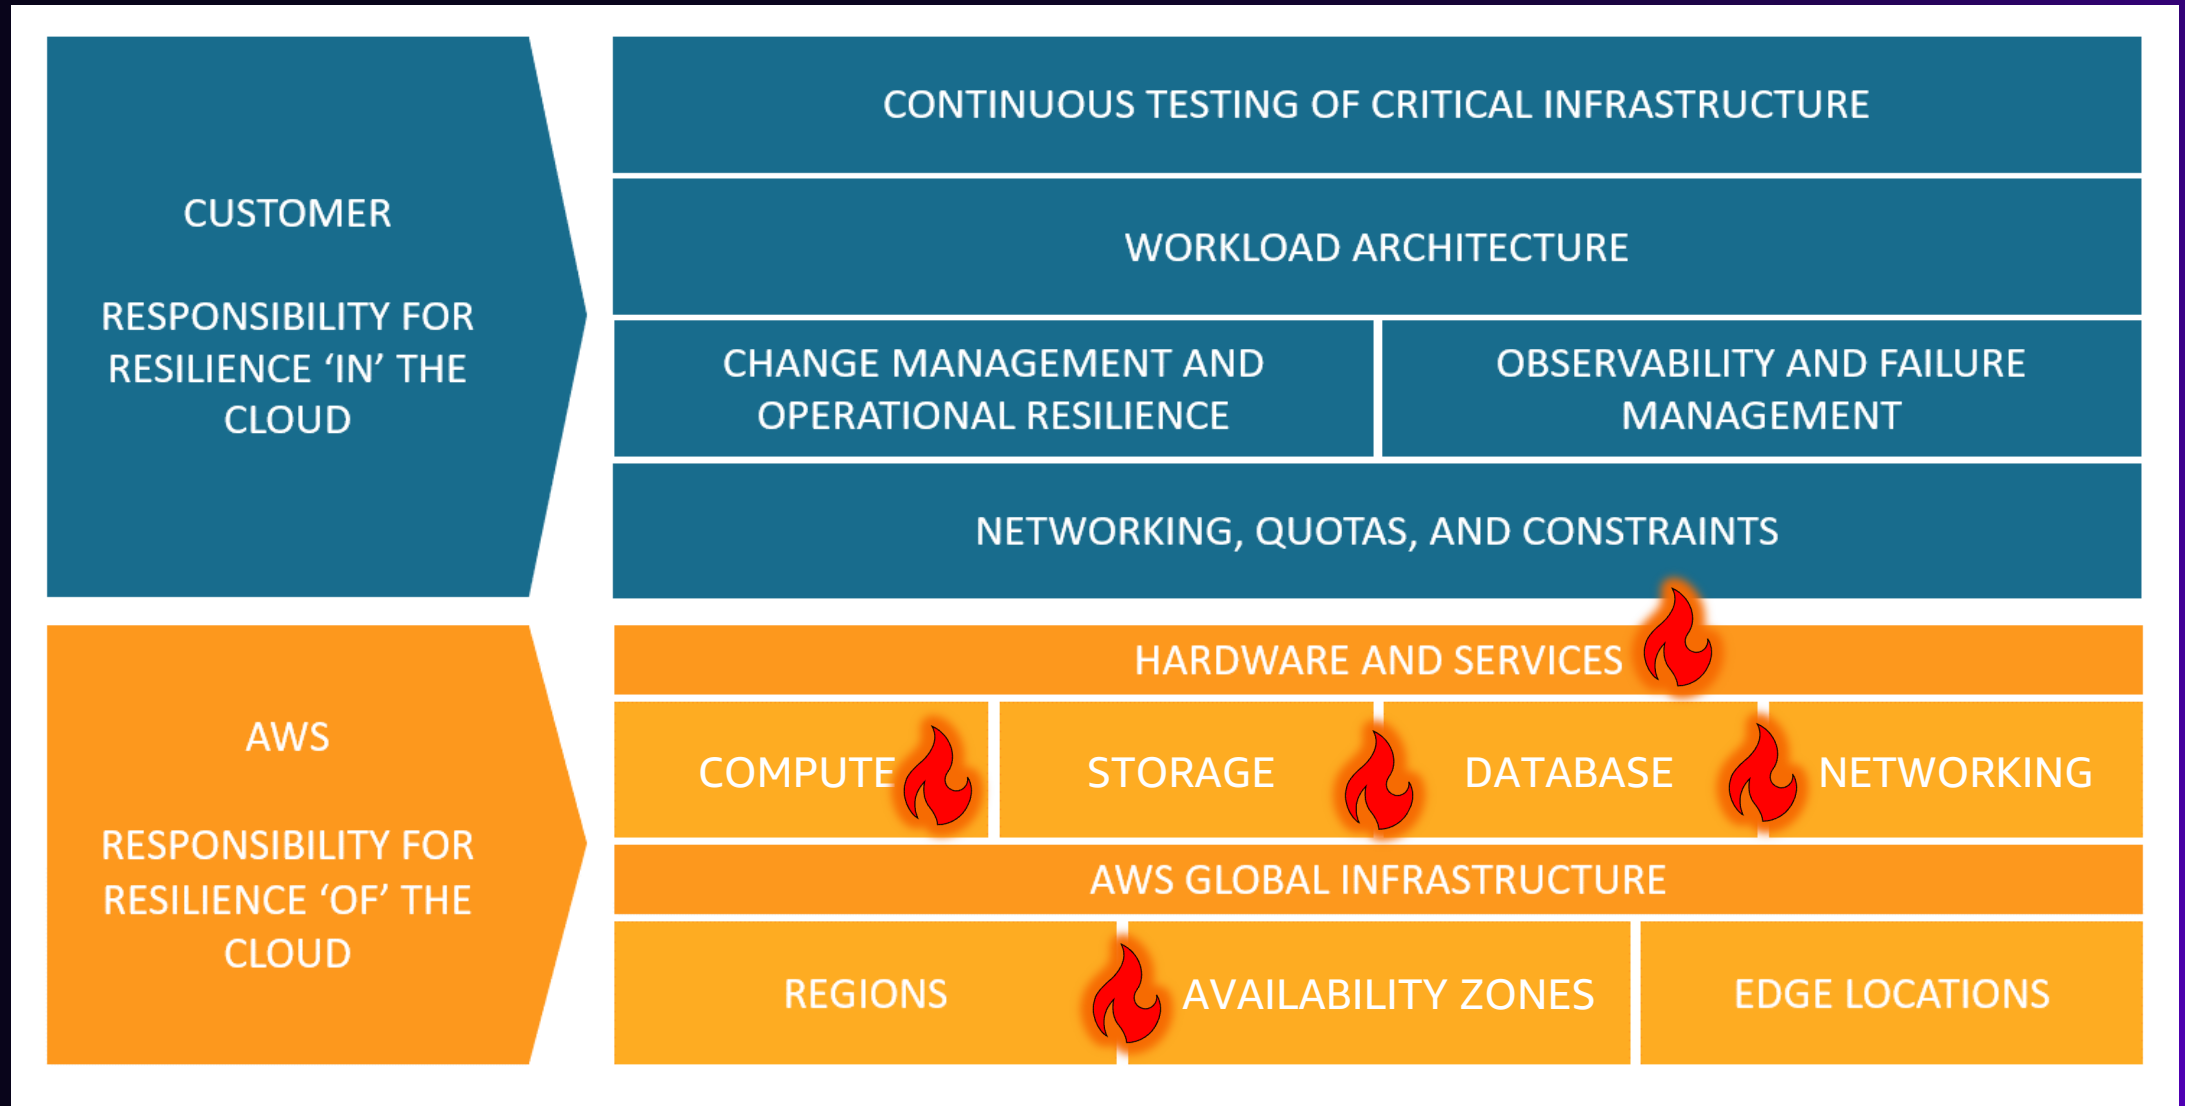 CUSTOMER
RESPONSIBILITY FOR
RESILIENCE ‘IN’ THE
CLOUD
CONTINUOUS TESTING OF CRITICAL INFRASTRUCTURE
WORKLOAD ARCHITECTURE
CHANGE MANAGEMENT AND
OPERATIONAL RESILIENCE
OBSERVABILITY AND FAILURE
MANAGEMENT
NETWORKING, QUOTAS, AND CONSTRAINTS
AWS
RESPONSIBILITY FOR
RESILIENCE ‘OF’ THE
CLOUD
HARDWARE AND SERVICES
COMPUTE
STORAGE
DATABASE
NETWORKING
AWS GLOBAL INFRASTRUCTURE
REGIONS
AVAILABILITY ZONES
EDGE LOCATIONS